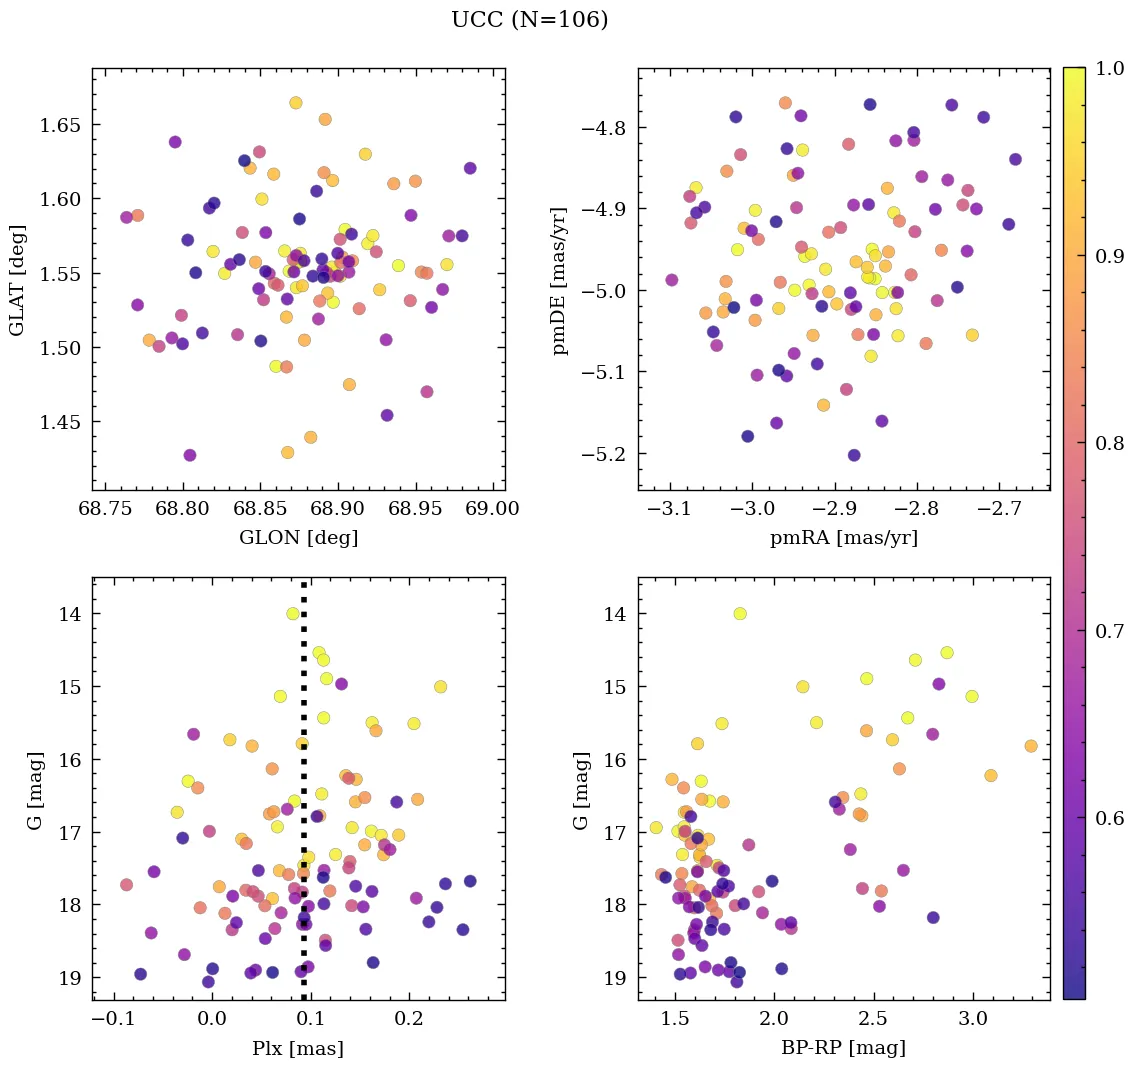 UCC (N=106)
1.65
1.60
1.55
1.50
1.45
GLAT [deg]
68.75 68.80 68.85 68.90 68.95 69.00
GLON [deg]
−4.8
−4.9
−5.0
−5.1
−5.2
pmDE [mas/yr]
−3.1 −3.0 −2.9 −2.8 −2.7
pmRA [mas/yr]
14
15
16
17
18
19
G [mag]
−0.1 0.0 0.1 0.2
Plx [mas]
14
15
16
17
18
19
G [mag]
1.5 2.0 2.5 3.0
BP-RP [mag]
1.0
0.9
0.8
0.7
0.6